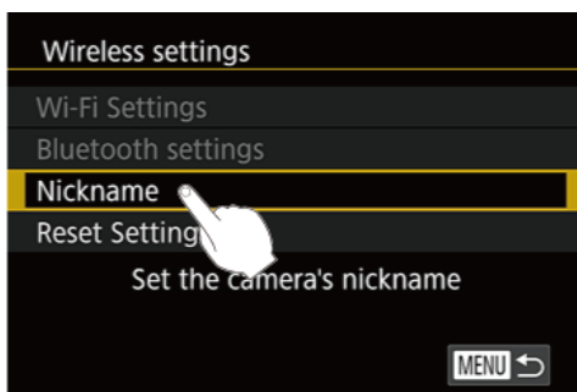 Wireless settings
Wi-Fi Settings
Bluetooth settings
Nickname
Reset Setting
Set the camera's nickname
MENU